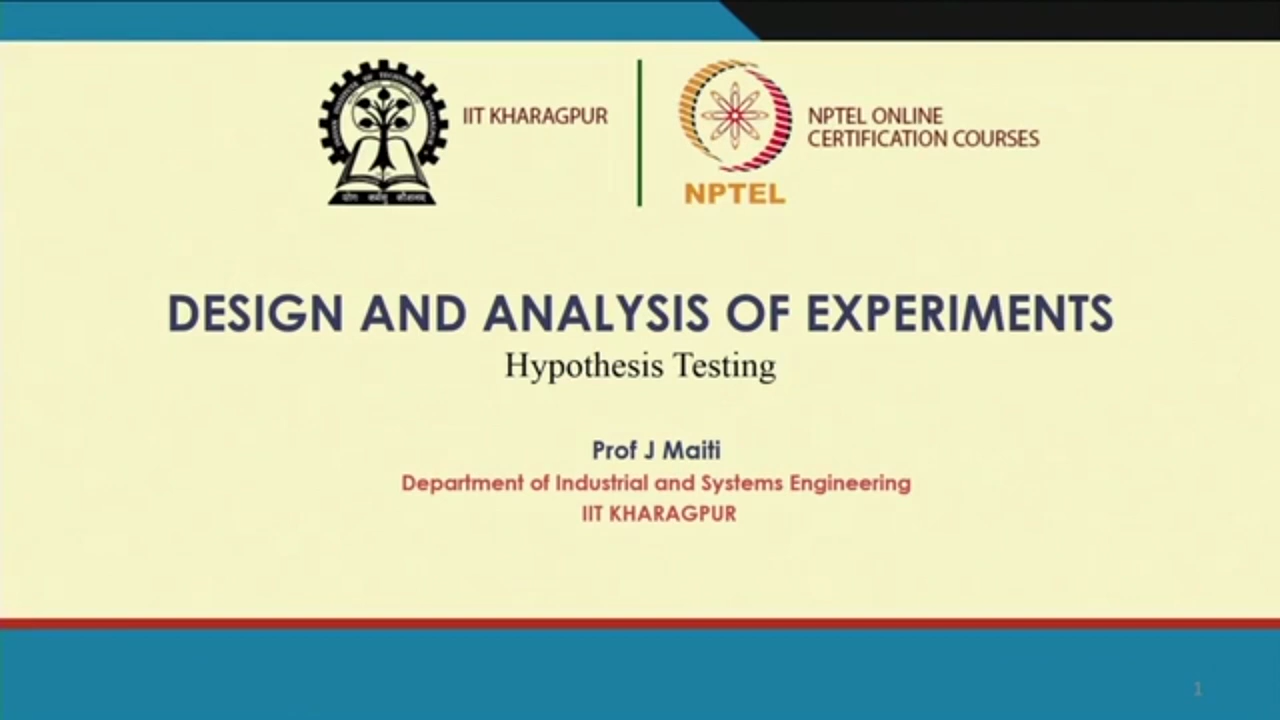 IIT KHARAGPUR
NPTEL ONLINE
CERTIFICATION COURSES
NPTEL
DESIGN AND ANALYSIS OF EXPERIMENTS
Hypothesis Testing
Prof J Maiti
Department of Industrial and Systems Engineering
IIT KHARAGPUR
1